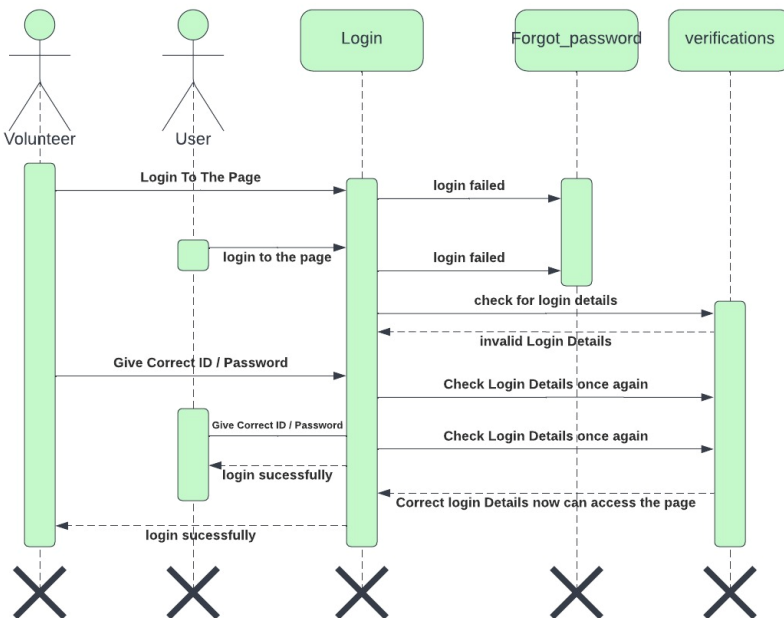 Login
Forgot_password
verifications
Volunteer
User
Login To The Page
login failed
login to the page
login failed
check for login details
invalid Login Details
Give Correct ID / Password
Check Login Details once again
Give Correct ID / Password
Check Login Details once again
login sucessfully
Correct login Details now can access the page
login sucessfully